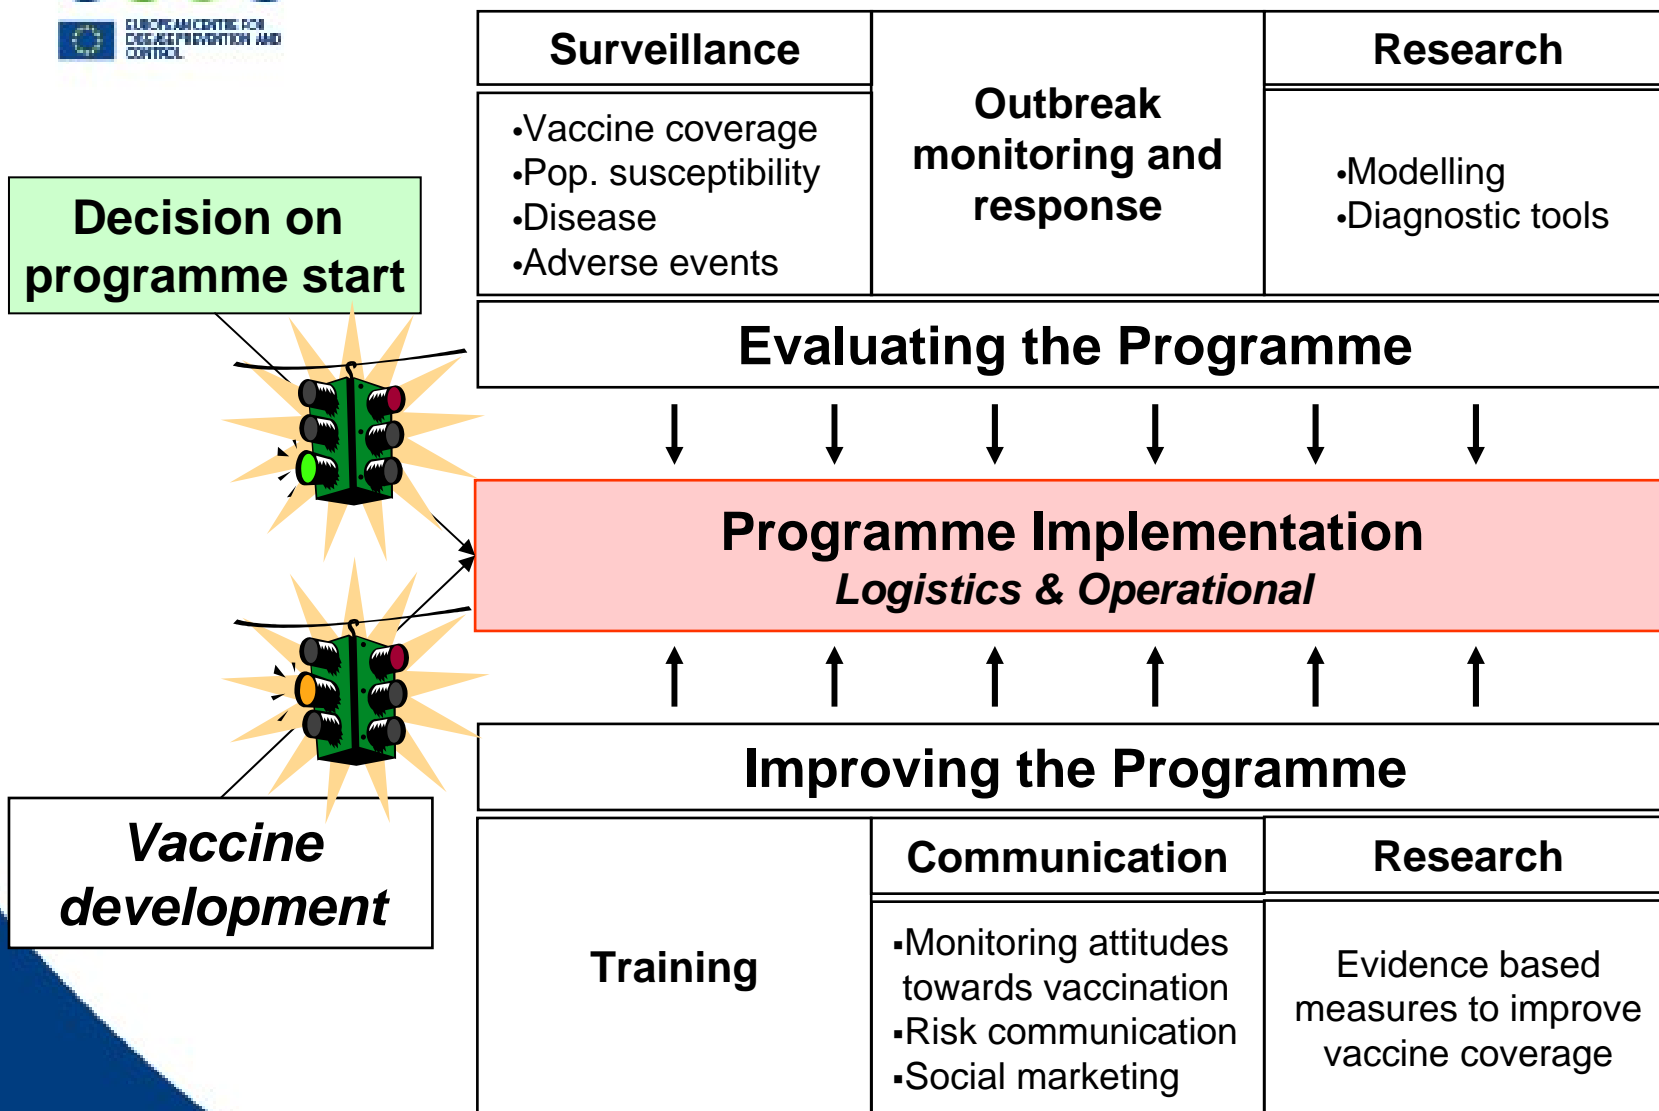 EUROPEAN CENTRE FOR
DISEASE PREVENTION AND
CONTROL
Surveillance
•Vaccine coverage
•Pop. susceptibility
•Disease
•Adverse events
Outbreak
monitoring and
response
Research
•Modelling
•Diagnostic tools
Decision on
programme start
Evaluating the Programme
Programme Implementation
Logistics & Operational
Improving the Programme
Vaccine
development
Training
Communication
▪Monitoring attitudes
towards vaccination
▪Risk communication
▪Social marketing
Research
Evidence based
measures to improve
vaccine coverage